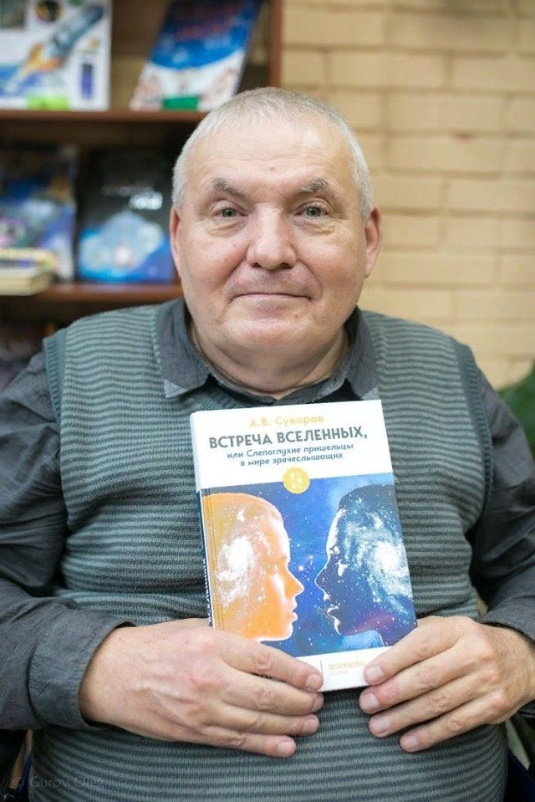 А.В. Суворов
ВСТРЕЧА ВСЕЛЕННЫХ,
или Слепоглухие пришельцы
в мире зрячеслышащих